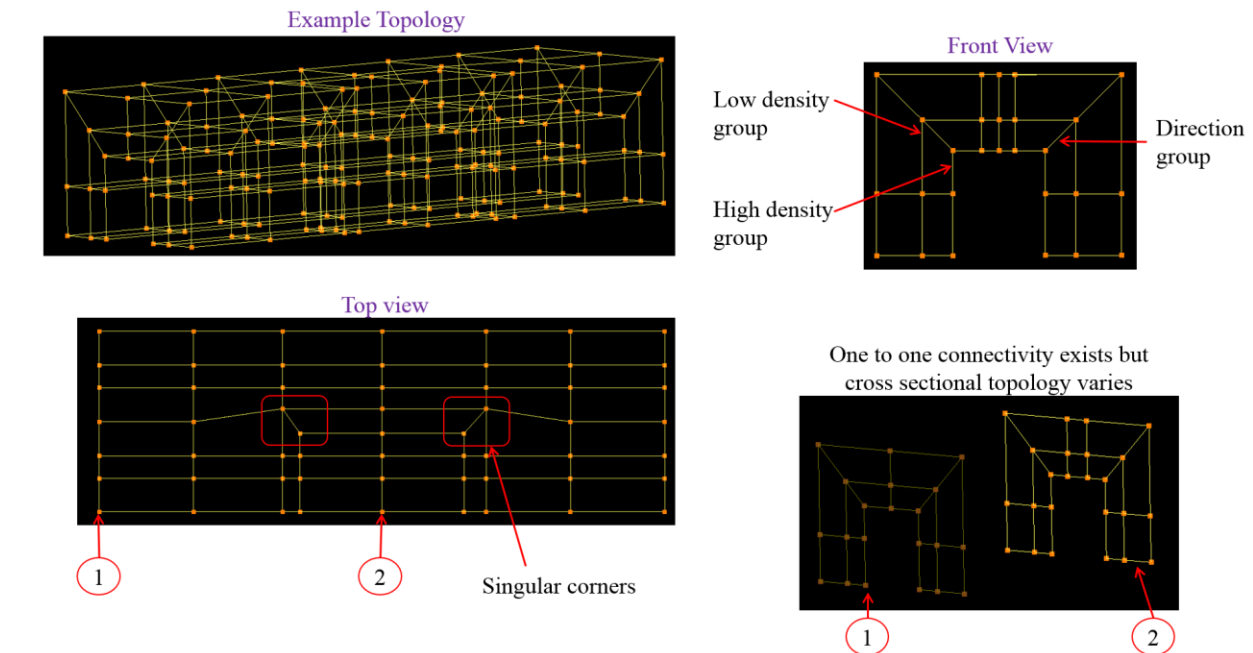 Example Topology
Front View
Low density
group
Direction
group
High density
group
Top view
One to one connectivity exists but
cross sectional topology varies
1
2
Singular corners
1
2